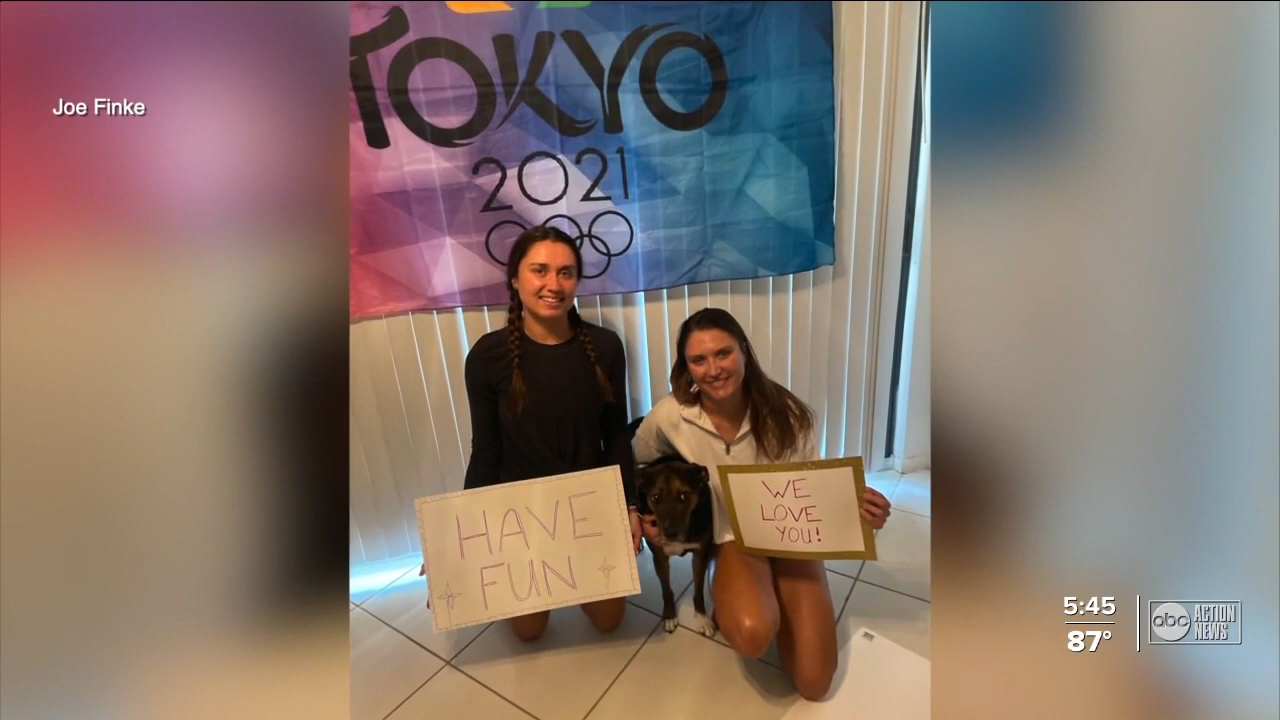 Joe Finke
TOKYO
2021
HAVE
FUN
WE
LOVE
YOU!
5:45
87°
abc
ACTION
NEWS